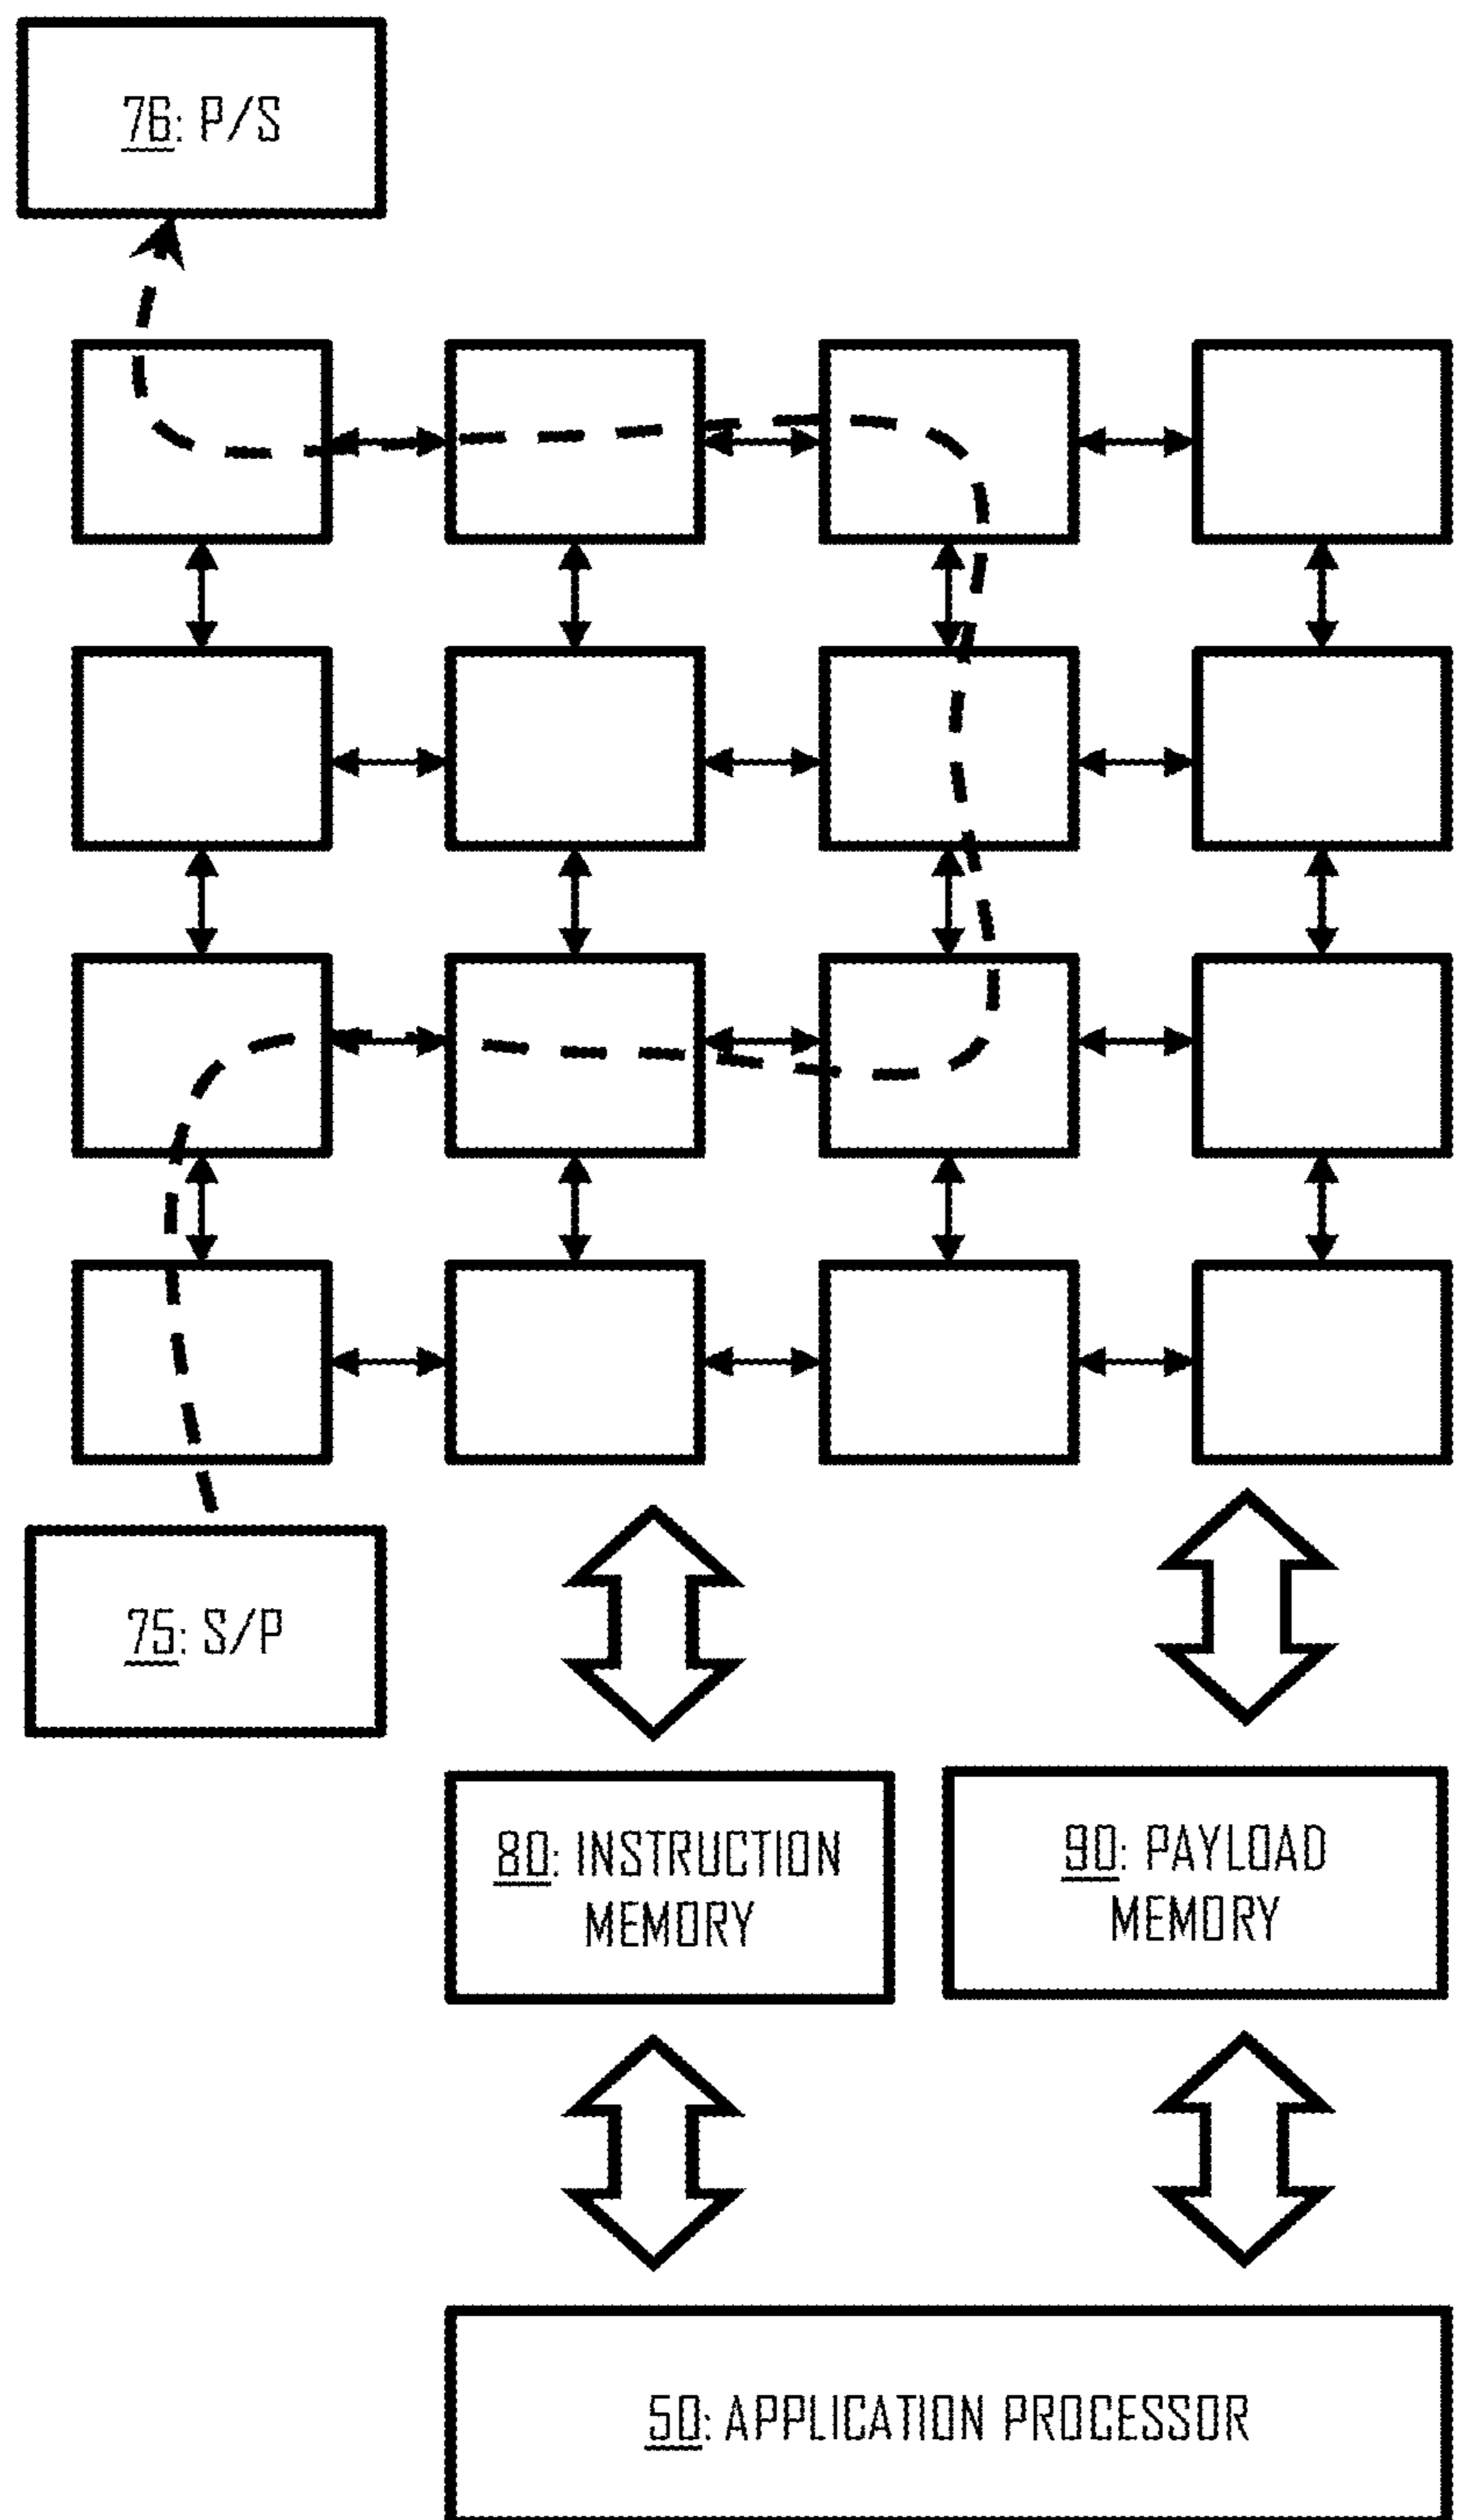 76: P/S
75: S/P
80: INSTRUCTION
MEMORY
90: PAYLOAD
MEMORY
50: APPLICATION PROCESSOR